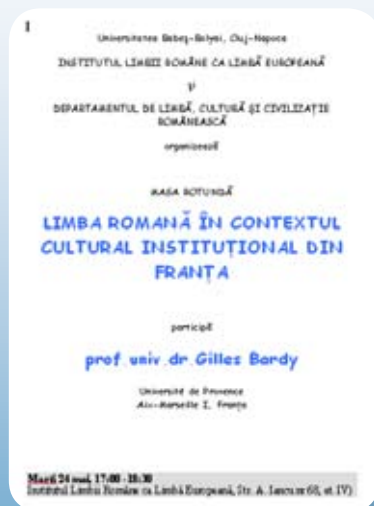 1
Universitatea Babeş-Bolyai, Cluj-Napoca
INSTITUTUL LIMBII ROMÂNE CA LIMBĂ EUROPEANĂ
DEPARTAMENTUL DE LIMBĂ, CULTURĂ ŞI CIVILIZAŢIE
ROMÂNEASCĂ
organizează
MASA ROTUNDĂ
LIMBA ROMANĂ ÎN CONTEXTUL
CULTURAL INSTITUŢIONAL DIN
FRANŢA
participă
prof.univ.dr.Gilles Bardy
Université de Provence
Aix-Marseille I, Franţa
Marţi 24 mai, 17:00-18:30
Institutul Limbii Române ca Limbă Europeană, Str. A. Iancu nr 68, et. IV)